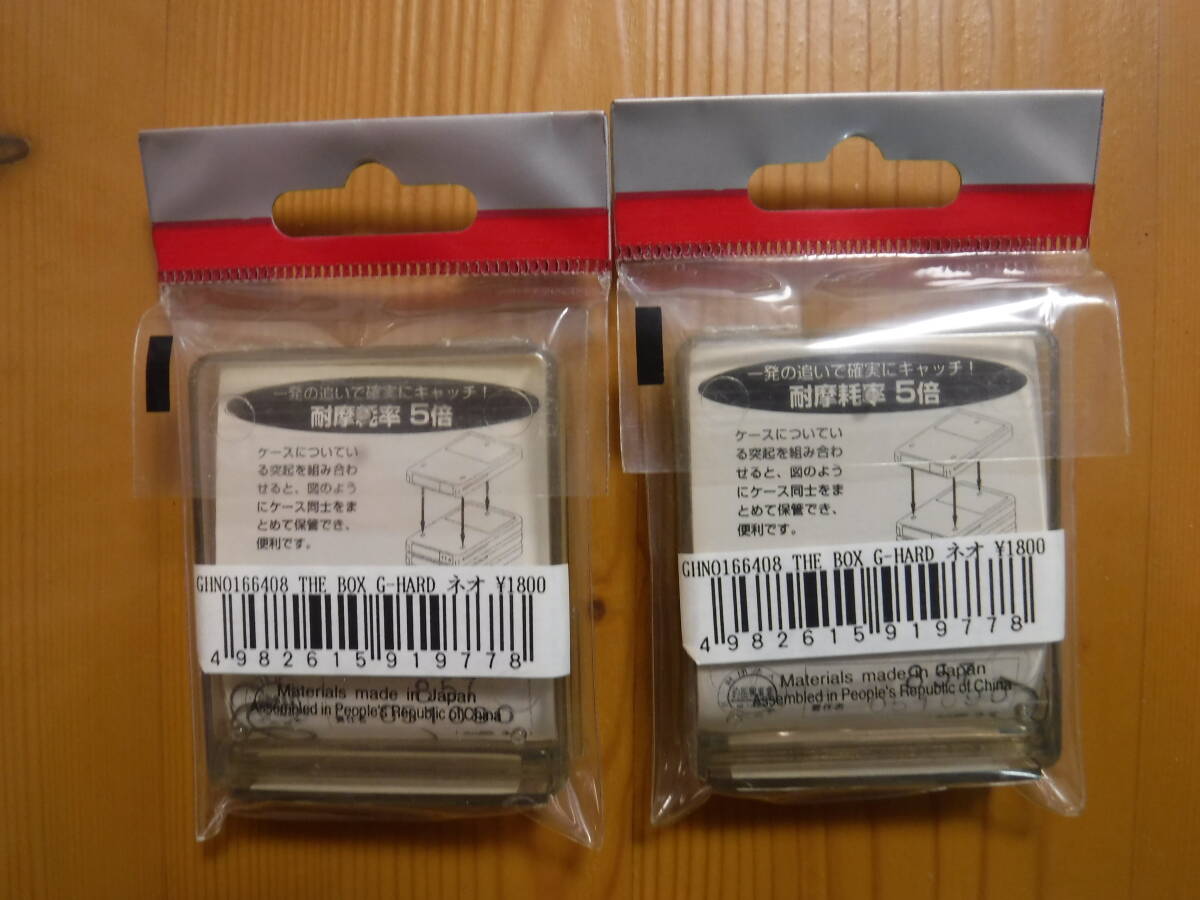 一発の追いで確実にキャッチ!
耐摩耗率 5倍
ケースについてい
る突起を組み合わ
せると、図のよう
にケース同士をま
とめて保管でき、
便利です。
GHNO166408 THE BOX G-HARD ネオ ¥1800
4982615919778
Materials made in Japan
Assembled in People's Republic of China
一発の追いで確実にキャッチ!
耐摩耗率 5倍
ケースについてい
る突起を組み合わ
せると、図のよう
にケース同士をま
とめて保管でき、
便利です。
GHNO166408 THE BOX G-HARD ネオ ¥1800
4982615919778
Materials made in Japan
Assembled in People's Republic of China